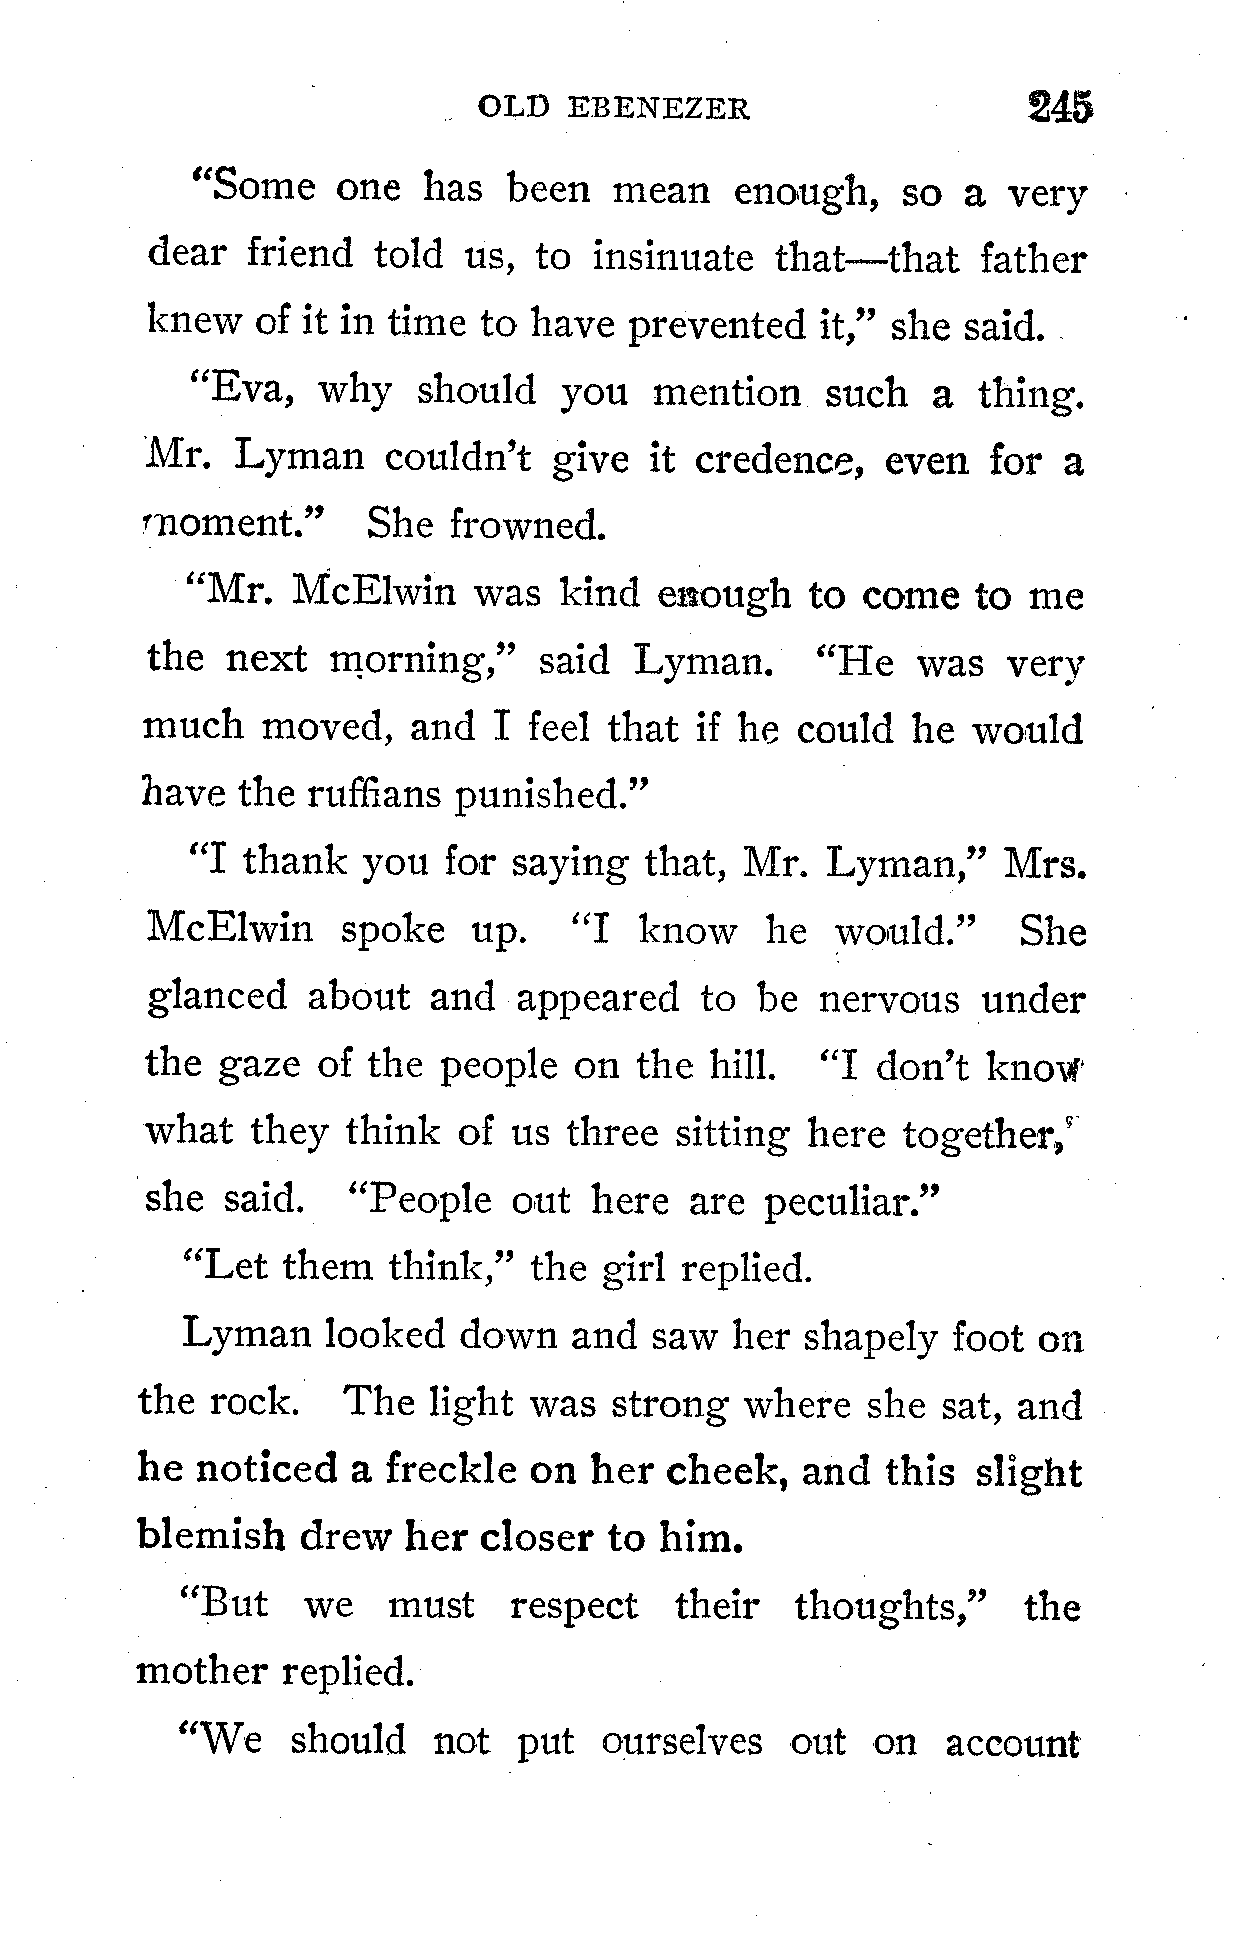 OLD EBENEZER 245
“Some one has been mean enough, so a very
dear friend told us, to insinuate that—that father
knew of it in time to have prevented it,” she said.
“Eva, why should you mention such a thing.
Mr. Lyman couldn’t give it credence, even for a
moment.” She frowned.
“Mr. McElwin was kind enough to come to me
the next morning,” said Lyman. “He was very
much moved, and I feel that if he could he would
have the ruffians punished.”
“I thank you for saying that, Mr. Lyman,” Mrs.
McElwin spoke up. “I know he would.” She
glanced about and appeared to be nervous under
the gaze of the people on the hill. “I don’t know
what they think of us three sitting here together,”
she said. “People out here are peculiar.”
“Let them think,” the girl replied.
Lyman looked down and saw her shapely foot on
the rock. The light was strong where she sat, and
he noticed a freckle on her cheek, and this slight
blemish drew her closer to him.
“But we must respect their thoughts,” the
mother replied.
“We should not put ourselves out on account